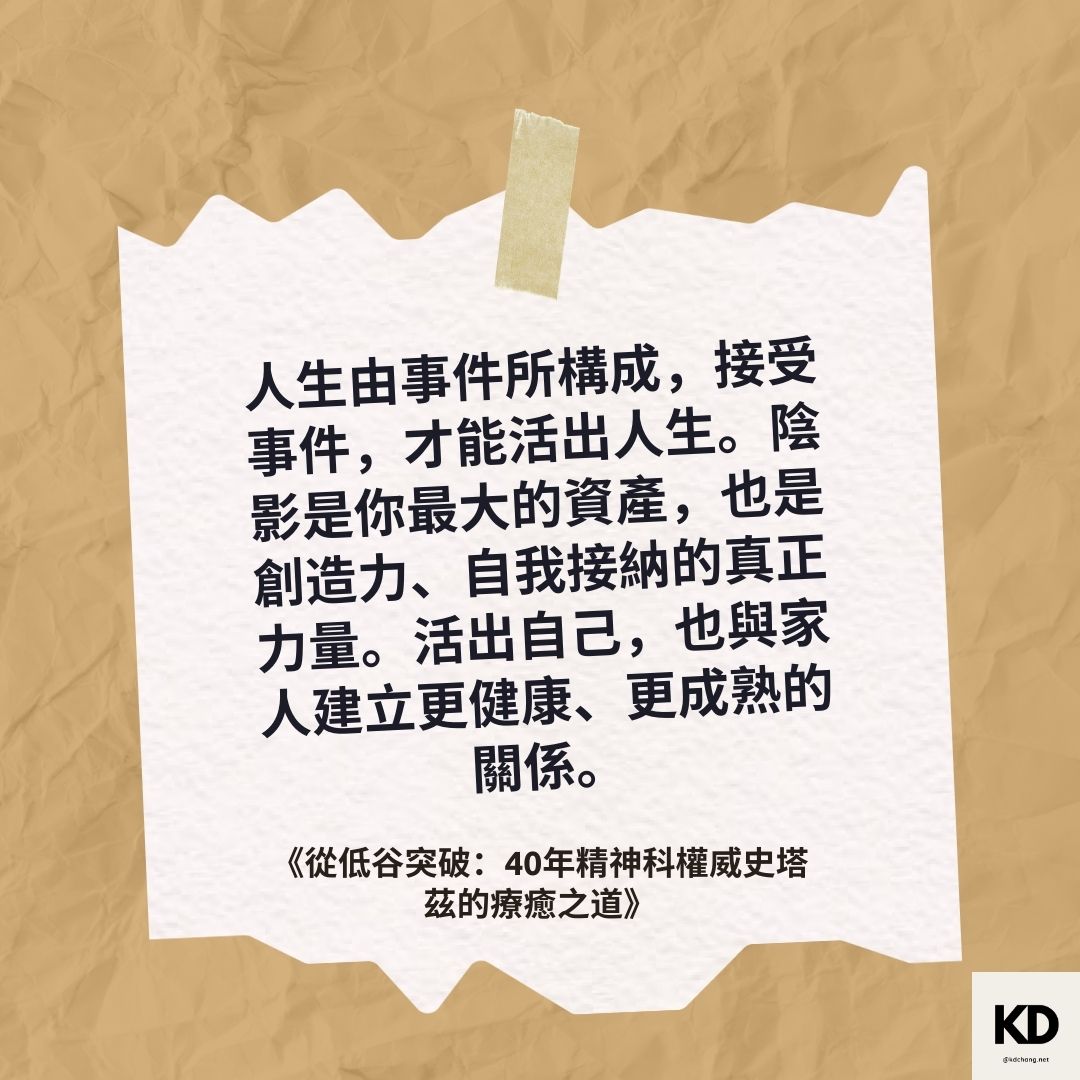 人生由事件所構成，接受
事件，才能活出人生。陰
影是你最大的資產，也是
創造力、自我接納的真正
力量。活出自己，也與家
人建立更健康、更成熟的
關係。
《從低谷突破：40年精神科權威史塔
茲的療癒之道》
KD
@kdchong.net